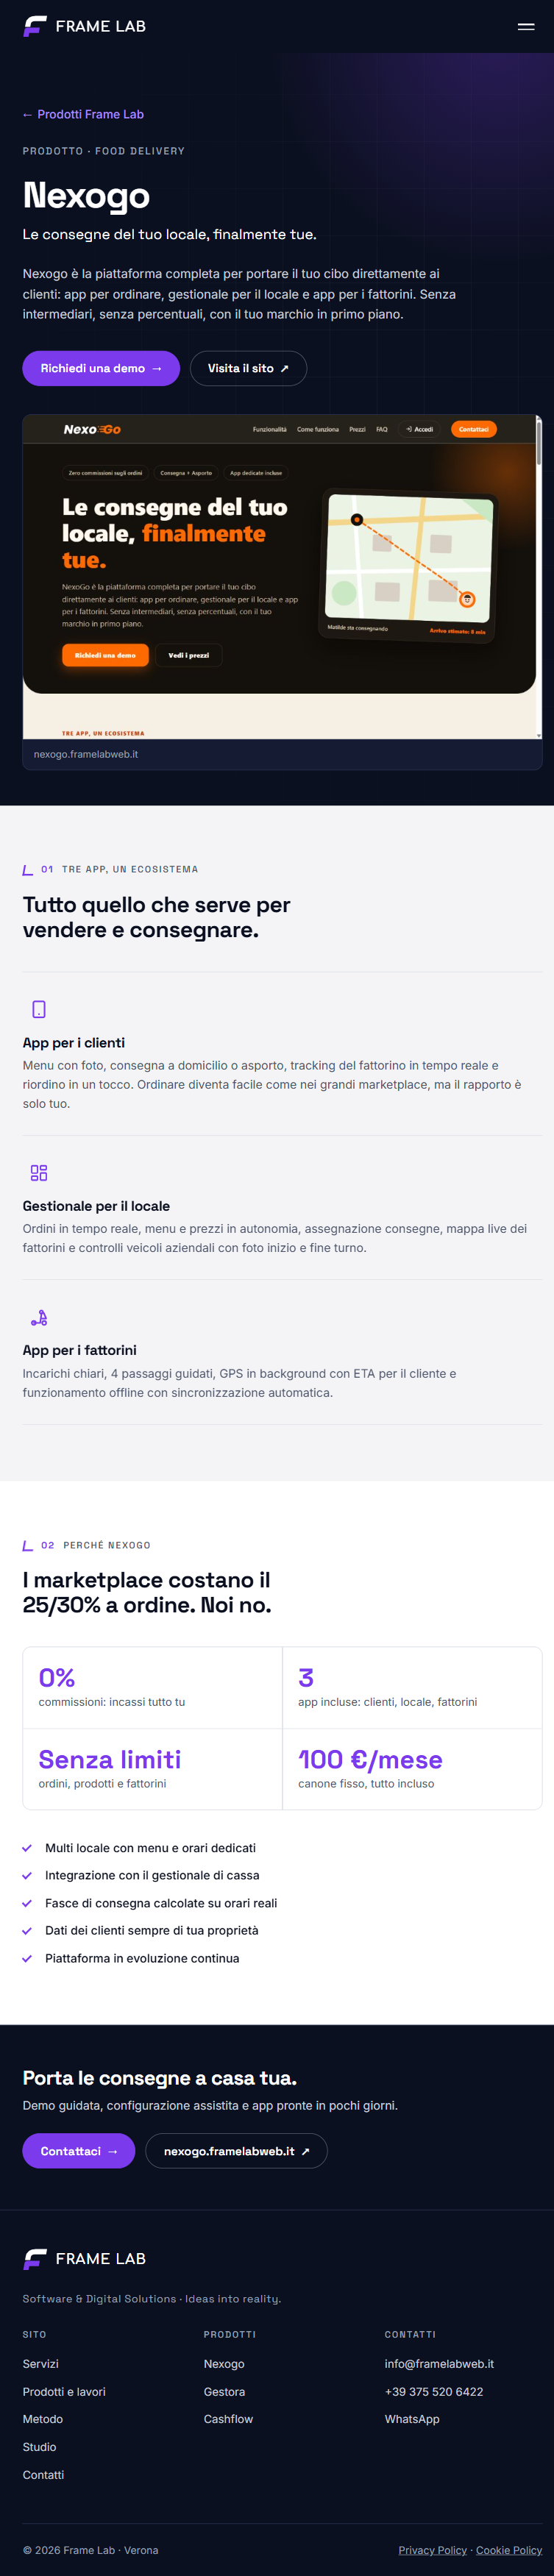 FRAME LAB
← Prodotti Frame Lab
PRODOTTO · FOOD DELIVERY
Nexogo
Le consegne del tuo locale, finalmente tue.
Nexogo è la piattaforma completa per portare il tuo cibo direttamente ai
clienti: app per ordinare, gestionale per il locale e app per i fattorini. Senza
intermediari, senza percentuali, con il tuo marchio in primo piano.
Richiedi una demo →
Visita il sito ↗
NexoGo
Funzionalità
Come funziona
Prezzi
FAQ
Accedi
Contattaci
Zero commissioni sugli ordini
Consegna + Asporto
App dedicate incluse
Le consegne del tuo
locale, finalmente
tue.
NexoGo è la piattaforma completa per portare il tuo cibo
direttamente ai clienti: app per ordinare, gestionale per il locale e app
per i fattorini. Senza intermediari, senza percentuali, con il tuo
marchio in primo piano.
Richiedi una demo
Vedi i prezzi
Matilde sta consegnando
Arrivo stimato: 8 min
TRE APP, UN ECOSISTEMA
nexogo.framelabweb.it
01 TRE APP, UN ECOSISTEMA
Tutto quello che serve per
vendere e consegnare.
App per i clienti
Menu con foto, consegna a domicilio o asporto, tracking del fattorino in tempo reale e
riordino in un tocco. Ordinare diventa facile come nei grandi marketplace, ma il rapporto è
solo tuo.
Gestionale per il locale
Ordini in tempo reale, menu e prezzi in autonomia, assegnazione consegne, mappa live dei
fattorini e controlli veicoli aziendali con foto inizio e fine turno.
App per i fattorini
Incarichi chiari, 4 passaggi guidati, GPS in background con ETA per il cliente e
funzionamento offline con sincronizzazione automatica.
02 PERCHÉ NEXOGO
I marketplace costano il
25/30% a ordine. Noi no.
0%
commissioni: incassi tutto tu
3
app incluse: clienti, locale, fattorini
Senza limiti
ordini, prodotti e fattorini
100 €/mese
canone fisso, tutto incluso
Multi locale con menu e orari dedicati
Integrazione con il gestionale di cassa
Fasce di consegna calcolate su orari reali
Dati dei clienti sempre di tua proprietà
Piattaforma in evoluzione continua
Porta le consegne a casa tua.
Demo guidata, configurazione assistita e app pronte in pochi giorni.
Contattaci →
nexogo.framelabweb.it ↗
FRAME LAB
Software & Digital Solutions · Ideas into reality.
SITO
Servizi
Prodotti e lavori
Metodo
Studio
Contatti
PRODOTTI
Nexogo
Gestora
Cashflow
CONTATTI
info@framelabweb.it
+39 375 520 6422
WhatsApp
© 2026 Frame Lab · Verona
Privacy Policy · Cookie Policy